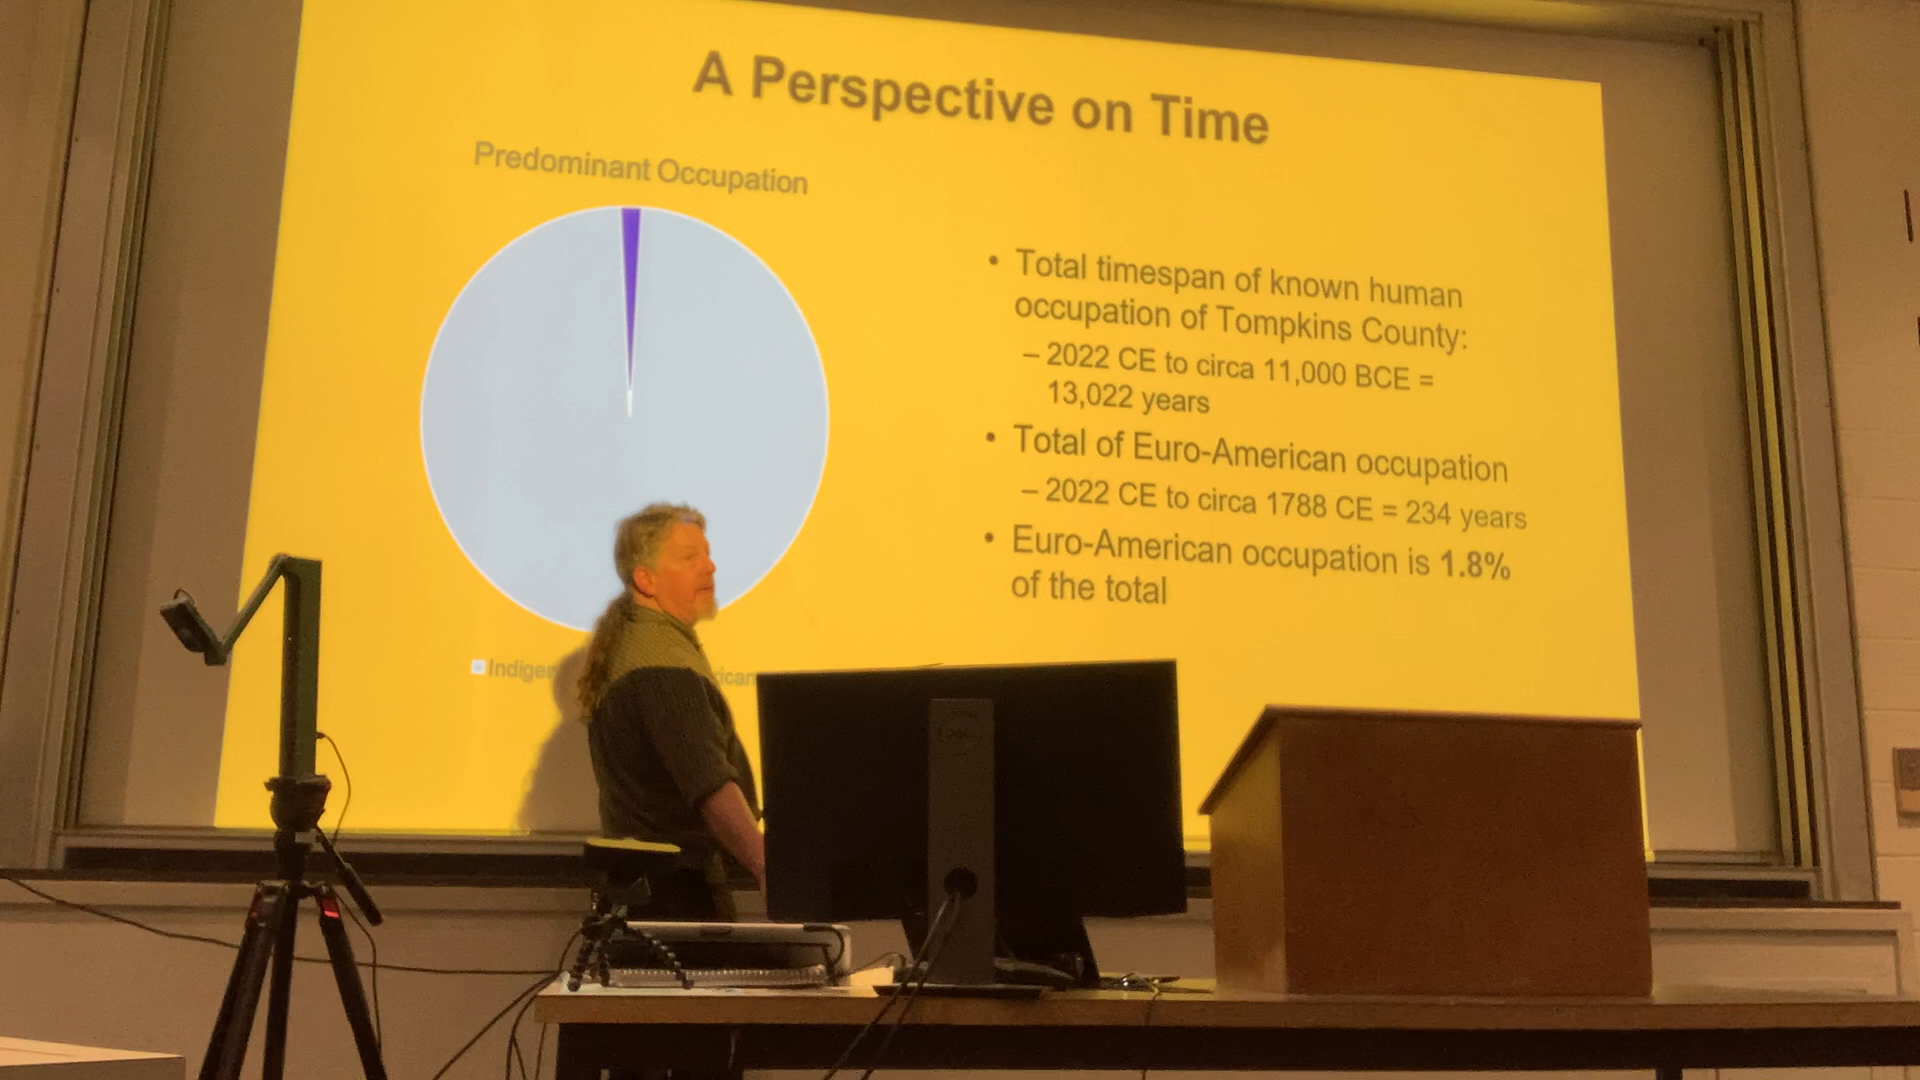 A Perspective on Time
Predominant Occupation
• Total timespan of known human
occupation of Tompkins County:
– 2022 CE to circa 11,000 BCE =
13,022 years
• Total of Euro-American occupation
– 2022 CE to circa 1788 CE = 234 years
• Euro-American occupation is 1.8%
of the total